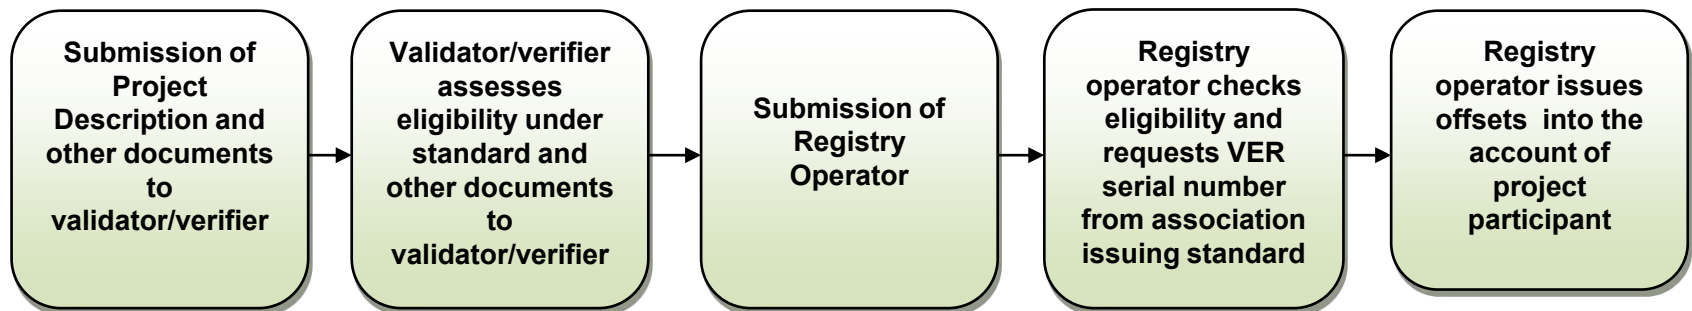 Submission of
Project
Description and
other documents
to
validator/verifier
Validator/verifier
assesses
eligibility under
standard and
other documents
to
validator/verifier
Submission of
Registry
Operator
Registry
operator checks
eligibility and
requests VER
serial number
from association
issuing standard
Registry
operator issues
offsets into the
account of
project
participant